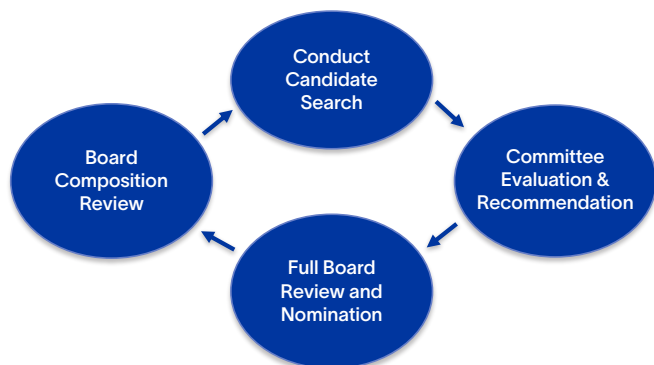 Conduct
Candidate
Search
Board
Composition
Review
Committee
Evaluation &
Recommendation
Full Board
Review and
Nomination